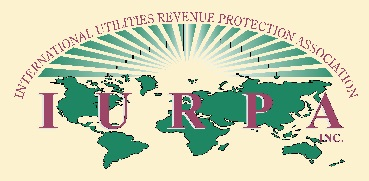 INTERNATIONAL UTILITIES REVENUE PROTECTION ASSOCIATION
IURPA
INC.